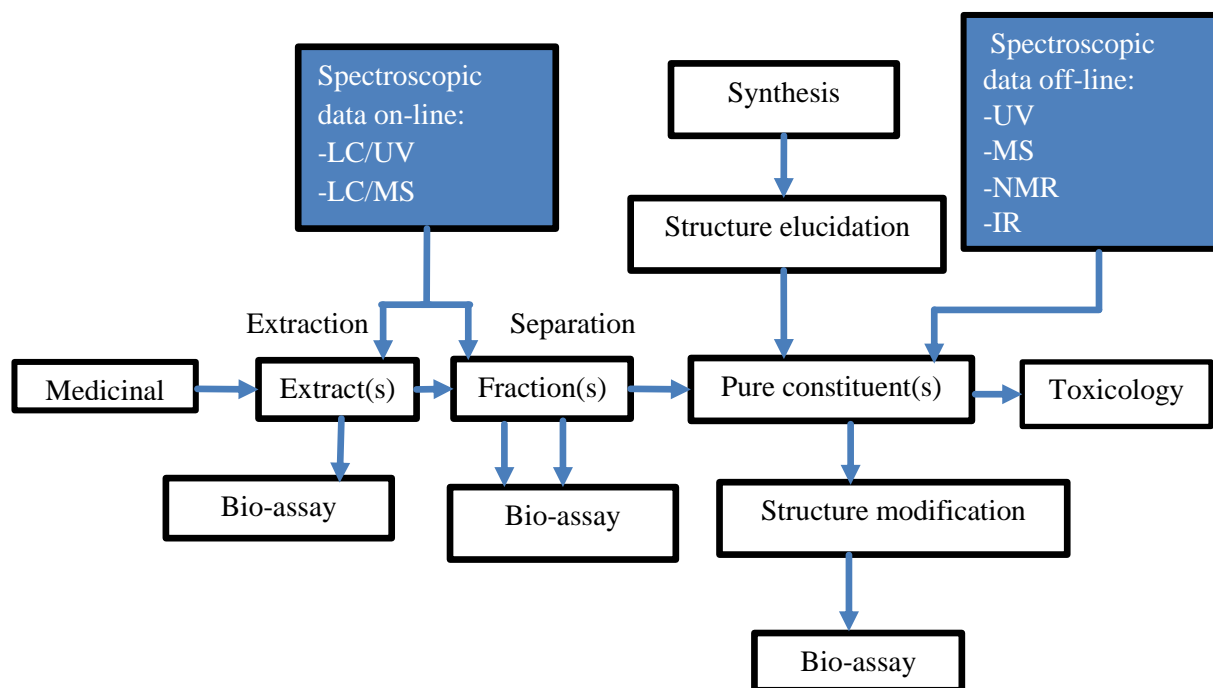 Spectroscopic
data on-line:
-LC/UV
-LC/MS
Synthesis
Structure elucidation
Spectroscopic
data off-line:
-UV
-MS
-NMR
-IR
Extraction
Separation
Medicinal
Extract(s)
Fraction(s)
Pure constituent(s)
Toxicology
Bio-assay
Bio-assay
Structure modification
Bio-assay